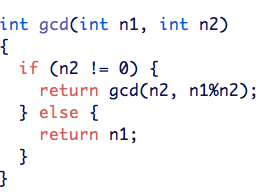 int gcd(int n1, int n2)
{
  if (n2 != 0) {
    return gcd(n2, n1%n2);
  } else {
    return n1;
  }
}